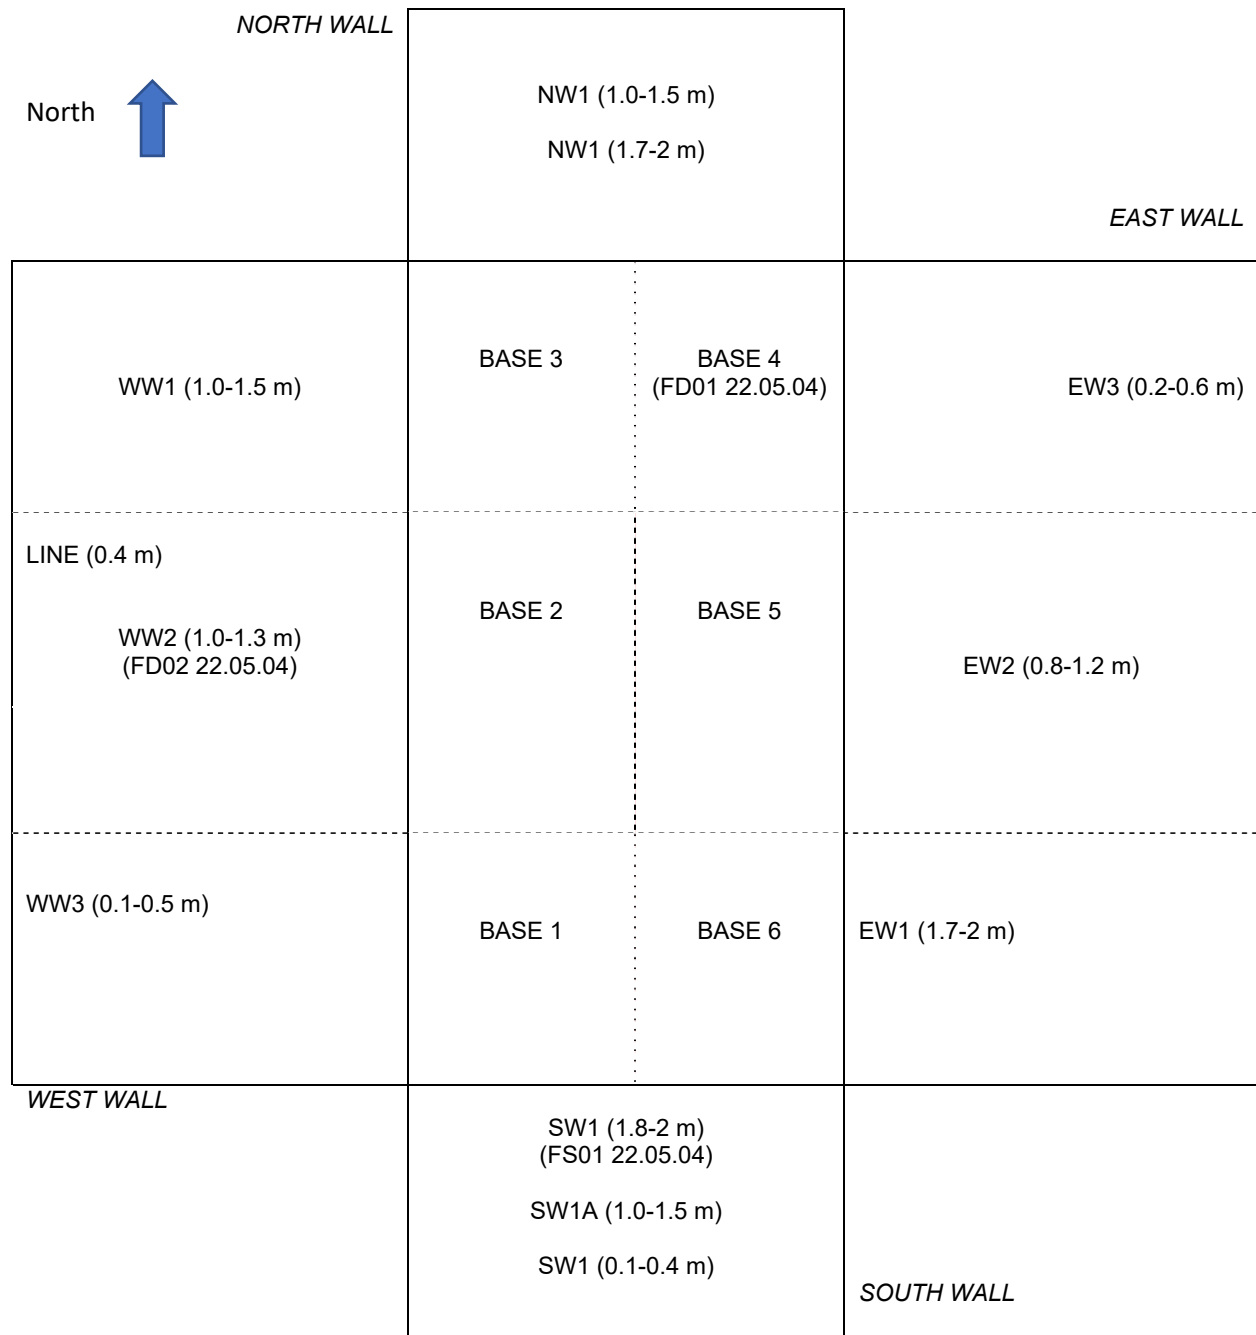 NORTH WALL
North
NW1 (1.0-1.5 m)
NW1 (1.7-2 m)
EAST WALL
WW1 (1.0-1.5 m)
BASE 3
BASE 4
(FD01 22.05.04)
EW3 (0.2-0.6 m)
LINE (0.4 m)
WW2 (1.0-1.3 m)
(FD02 22.05.04)
BASE 2
BASE 5
EW2 (0.8-1.2 m)
WW3 (0.1-0.5 m)
BASE 1
BASE 6
EW1 (1.7-2 m)
WEST WALL
SW1 (1.8-2 m)
(FS01 22.05.04)
SW1A (1.0-1.5 m)
SW1 (0.1-0.4 m)
SOUTH WALL